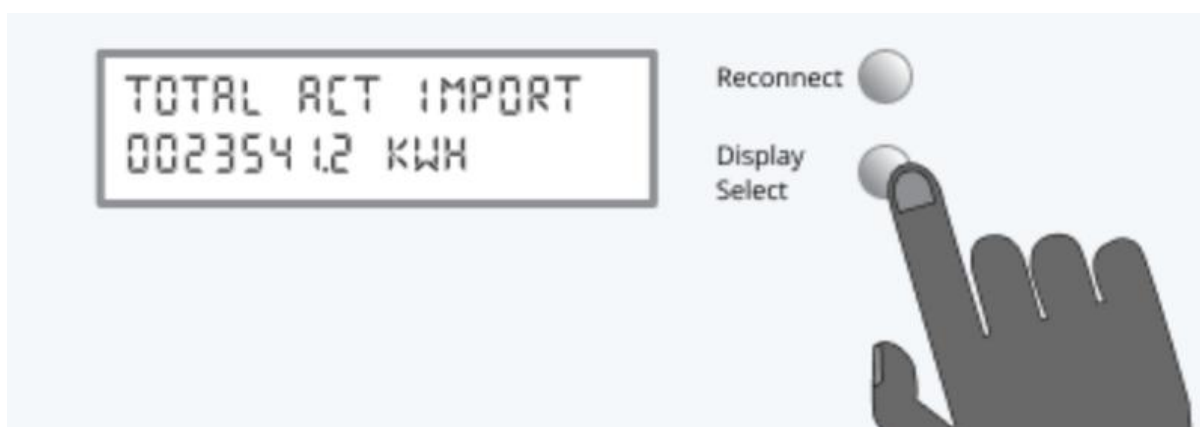 TOTAL ACT IMPORT
0023541.2 KWH
Reconnect
Display
Select